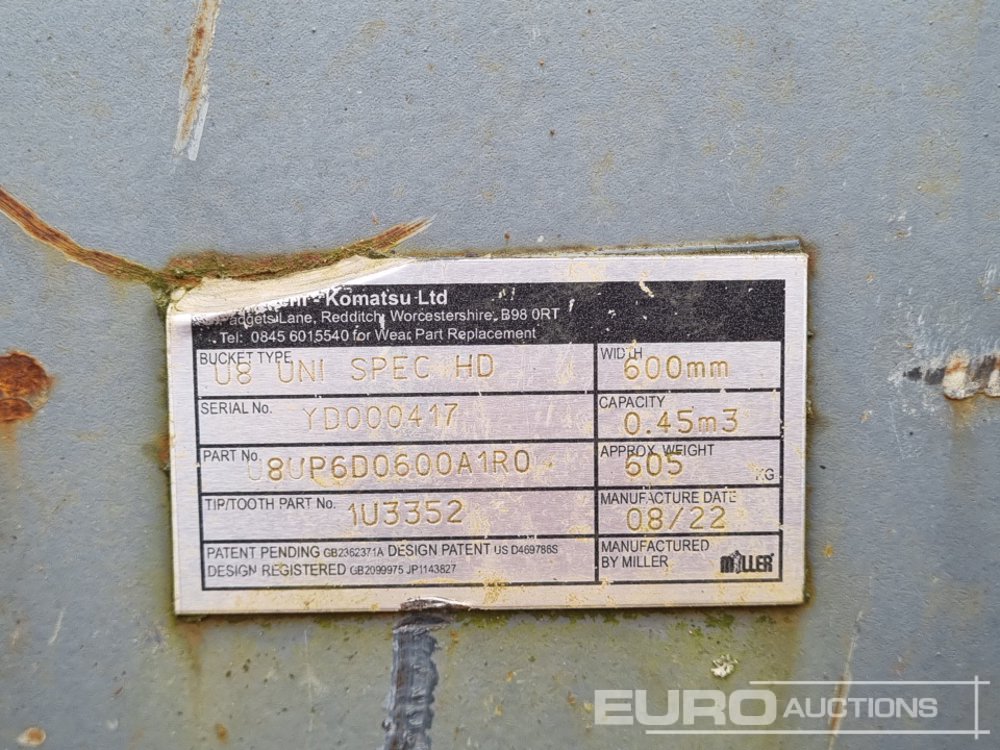 - Komatsu Ltd
Lane, Redditch, Worcestershire, B98 0RT
Tel: 0845 6015540 for Wear Part Replacement
BUCKET TYPE U8 UNI SPEC HD
WIDTH 600mm
SERIAL No. YD000417
CAPACITY 0.45m3
PART No. U8UP6D0600A1R0
APPROX. WEIGHT 605 KG
TIP/TOOTH PART No. 1U3352
MANUFACTURE DATE 08/22
PATENT PENDING GB2362371A DESIGN PATENT US D469786S
DESIGN REGISTERED GB2099975 JP1143827
MANUFACTURED
BY MILLER
MILLER
EURO AUCTIONS